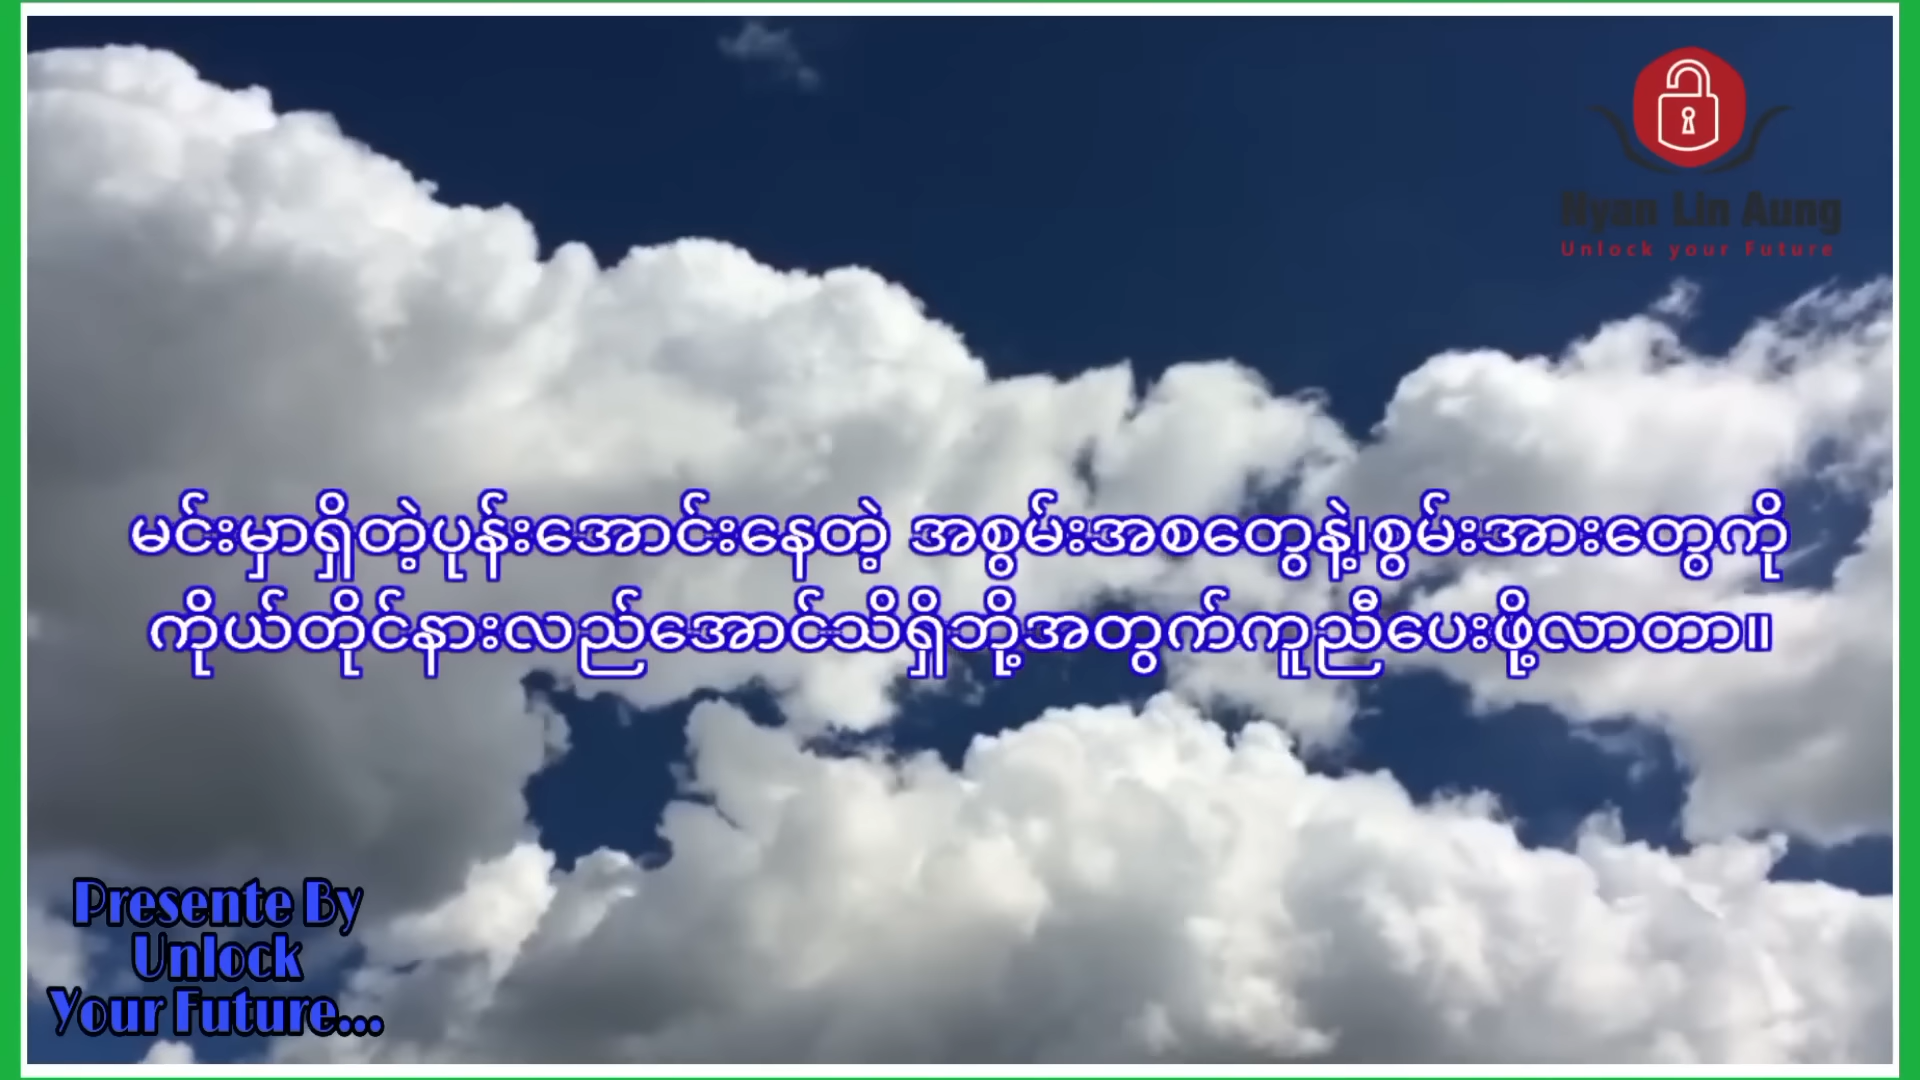 Nyan Lin Aung
Unlock your Future
မင်းမှာရှိတဲ့ပုန်းအောင်းနေတဲ့ အစွမ်းအစတွေနဲ့၊စွမ်းအားတွေကို
ကိုယ်တိုင်နားလည်အောင်သိရှိဘို့အတွက်ကူညီပေးဖို့လာတာ။
Presente By
Unlock
Your Future...